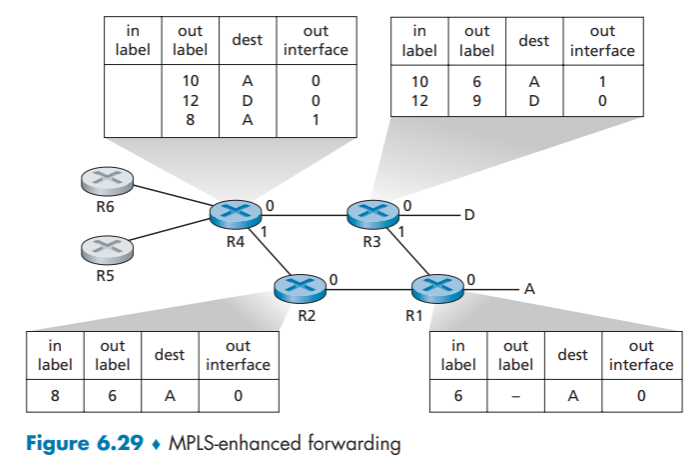 in out dest out
label label interface
10 A 0
12 D 0
8 A 1
in out dest out
label label interface
10 6 A 1
12 9 D 0
R6
R5
R4
0
1
R3
0
1
D
R2
0
R1
0
A
in out dest out
label label interface
8 6 A 0
in out dest out
label label interface
6 – A 0
Figure 6.29 ♦ MPLS-enhanced forwarding